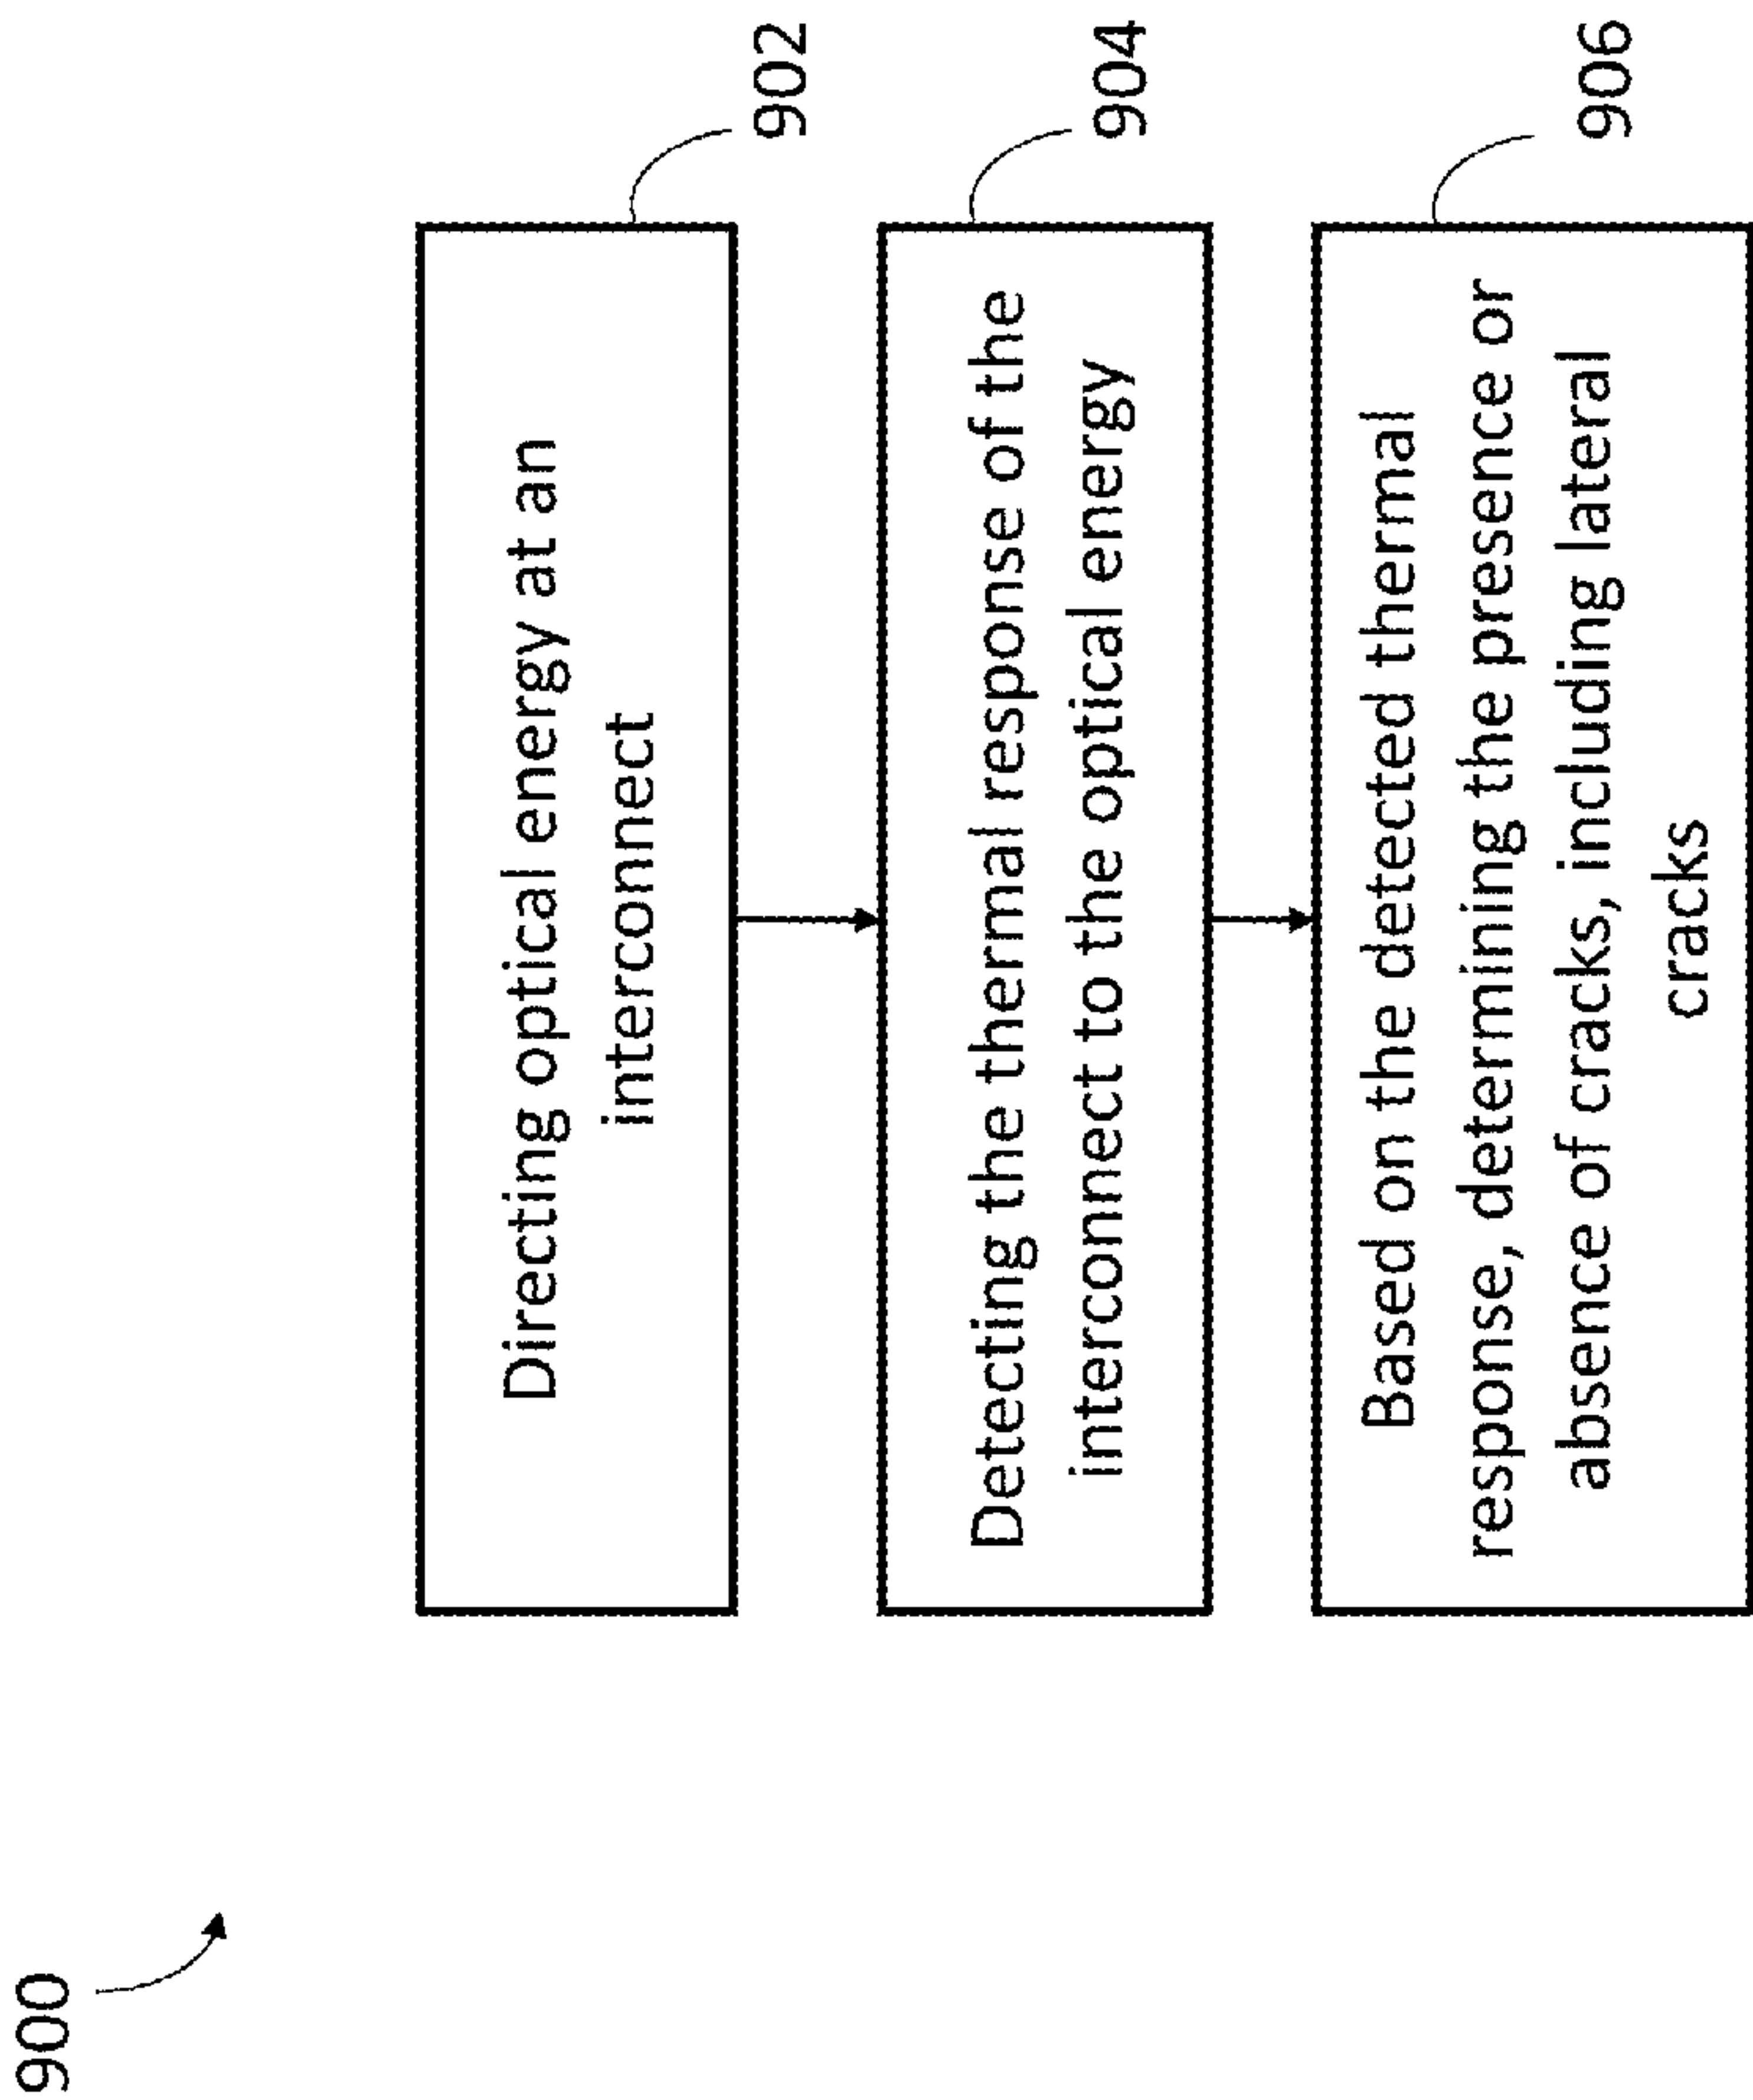 900
Directing optical energy at an
interconnect
902
Detecting the thermal response of the
interconnect to the optical energy
904
Based on the detected thermal
response, determining the presence or
absence of cracks, including lateral
cracks
906